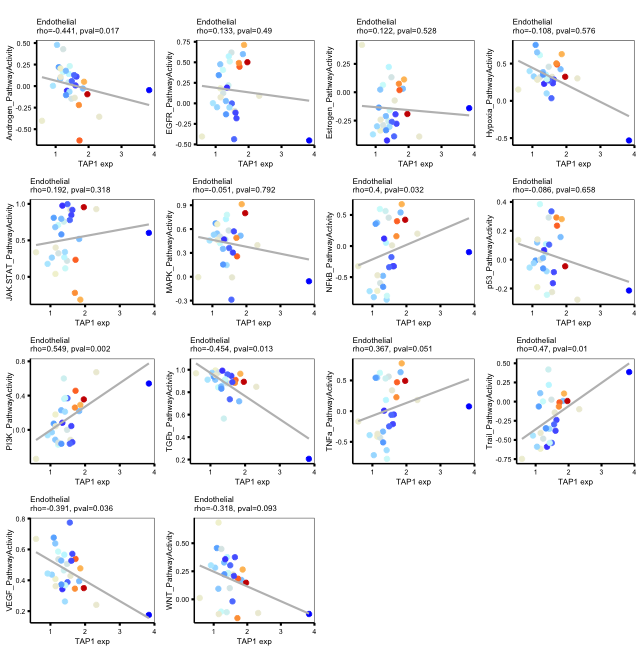 Endothelial
rho=-0.441, pval=0.017
Androgen_PathwayActivity
0.50
0.25
0.00
-0.25
-0.50
1 2 3 4
TAP1 exp
Endothelial
rho=0.133, pval=0.49
EGFR_PathwayActivity
0.75
0.50
0.25
0.00
-0.25
-0.50
1 2 3 4
TAP1 exp
Endothelial
rho=0.122, pval=0.528
Estrogen_PathwayActivity
0.25
0.00
-0.25
1 2 3 4
TAP1 exp
Endothelial
rho=-0.108, pval=0.576
Hypoxia_PathwayActivity
0.5
0.0
-0.5
1 2 3 4
TAP1 exp
Endothelial
rho=0.192, pval=0.318
JAK.STAT_PathwayActivity
1.0
0.5
0.0
1 2 3 4
TAP1 exp
Endothelial
rho=-0.051, pval=0.792
MAPK_PathwayActivity
0.9
0.6
0.3
0.0
-0.3
1 2 3 4
TAP1 exp
Endothelial
rho=0.4, pval=0.032
NFkB_PathwayActivity
0.5
0.0
-0.5
1 2 3 4
TAP1 exp
Endothelial
rho=-0.086, pval=0.658
p53_PathwayActivity
0.4
0.2
0.0
-0.2
1 2 3 4
TAP1 exp
Endothelial
rho=0.549, pval=0.002
PI3K_PathwayActivity
0.8
0.4
0.0
1 2 3 4
TAP1 exp
Endothelial
rho=-0.454, pval=0.013
TGFb_PathwayActivity
1.0
0.8
0.6
0.4
0.2
1 2 3 4
TAP1 exp
Endothelial
rho=0.367, pval=0.051
TNFa_PathwayActivity
0.5
0.0
-0.5
1 2 3 4
TAP1 exp
Endothelial
rho=0.47, pval=0.01
Trail_PathwayActivity
0.50
0.25
0.00
-0.25
-0.50
-0.75
1 2 3 4
TAP1 exp
Endothelial
rho=-0.391, pval=0.036
VEGF_PathwayActivity
0.8
0.6
0.4
0.2
1 2 3 4
TAP1 exp
Endothelial
rho=-0.318, pval=0.093
WNT_PathwayActivity
0.50
0.25
0.00
1 2 3 4
TAP1 exp